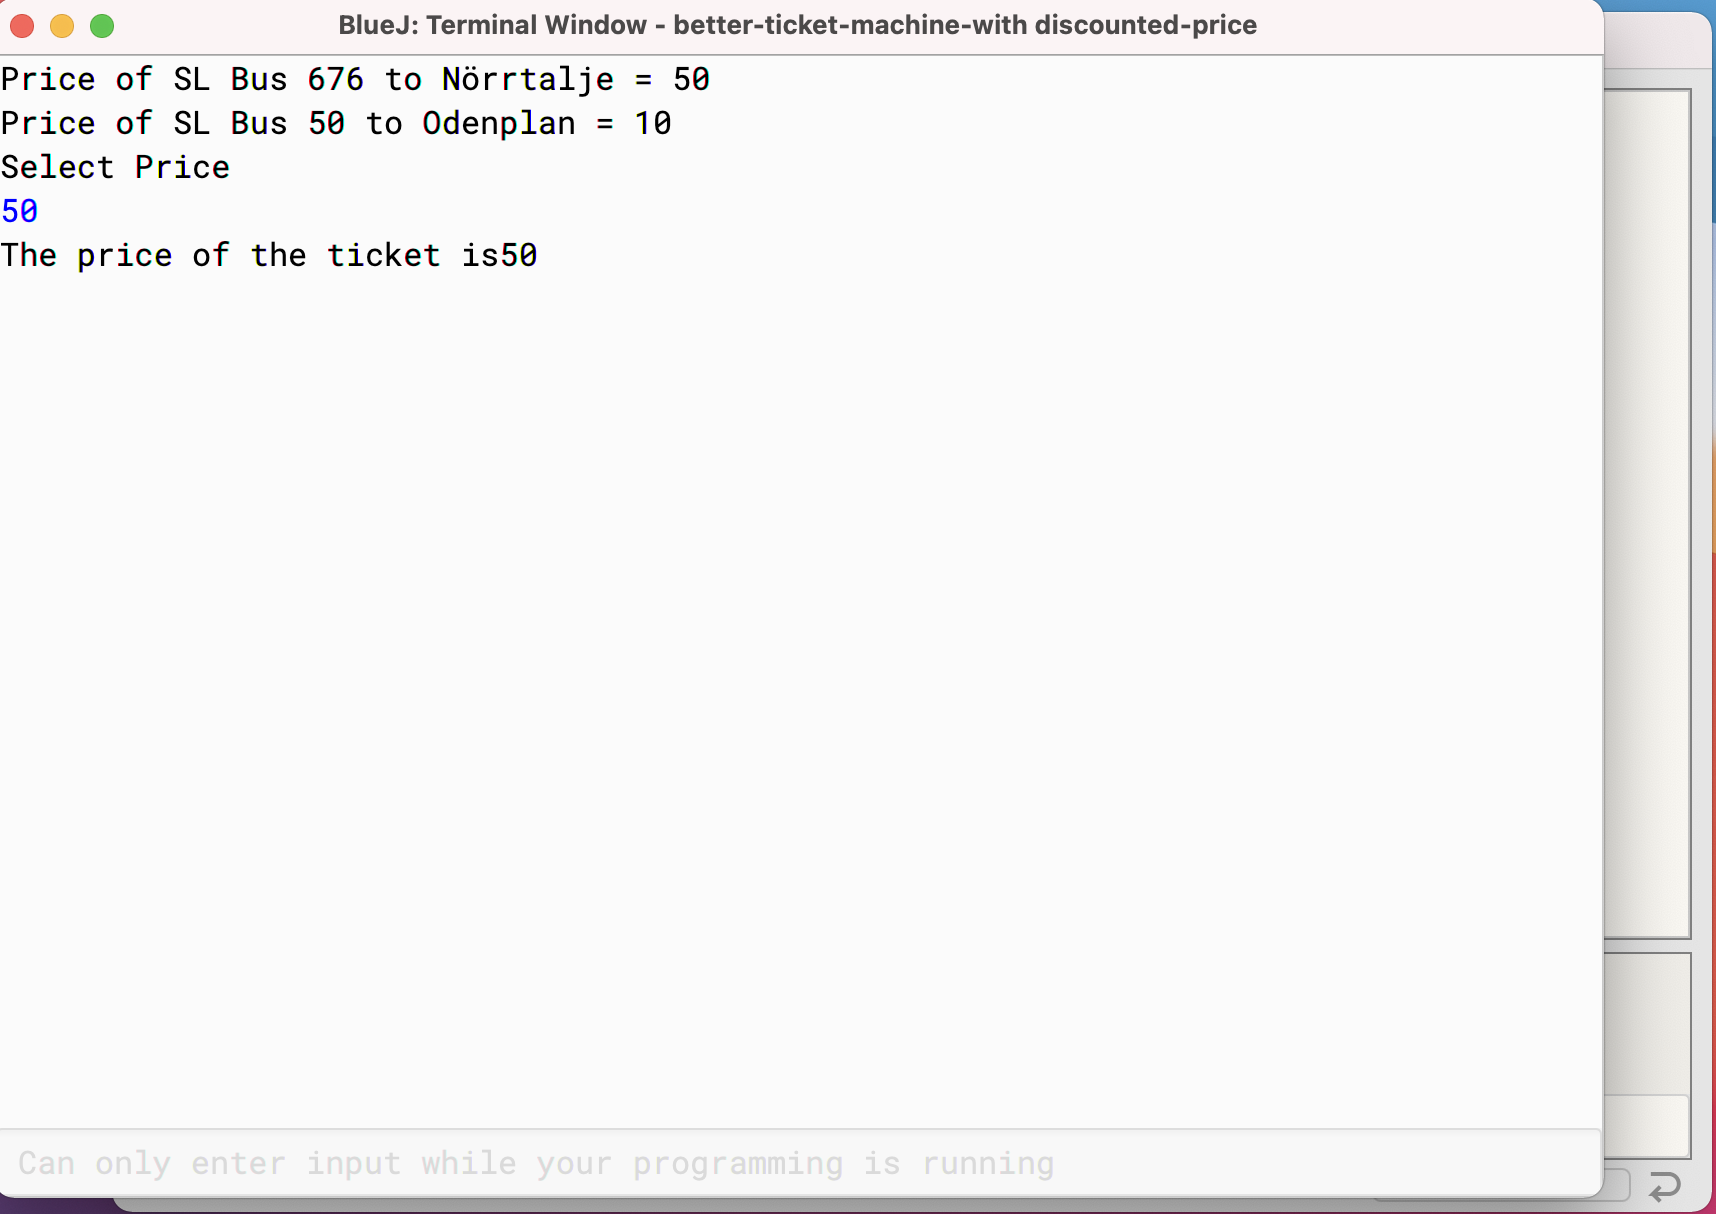 BlueJ: Terminal Window - better-ticket-machine-with discounted-price
Price of SL Bus 676 to Nörrtalje = 50
Price of SL Bus 50 to Odenplan = 10
Select Price
50
The price of the ticket is50
Can only enter input while your programming is running